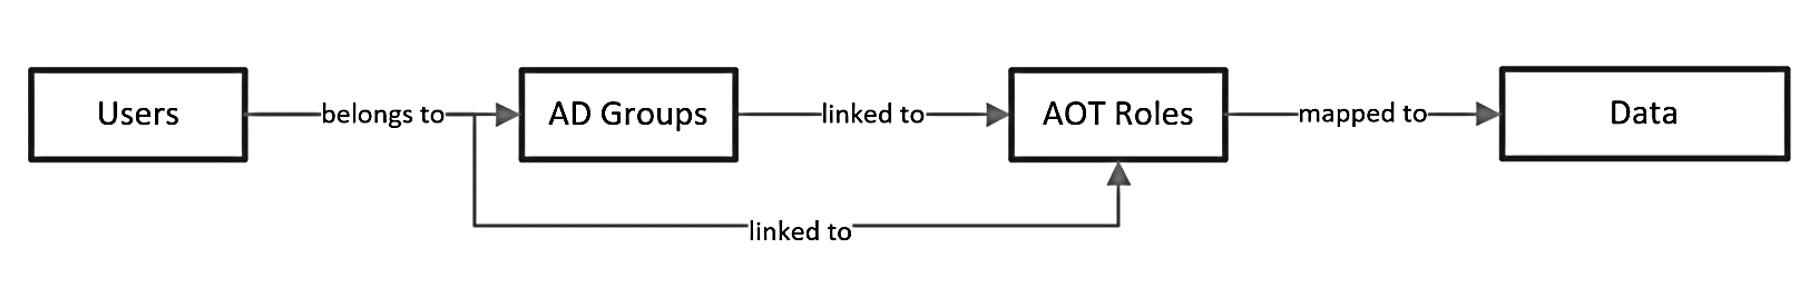 Users
belongs to
AD Groups
linked to
AOT Roles
mapped to
Data
linked to